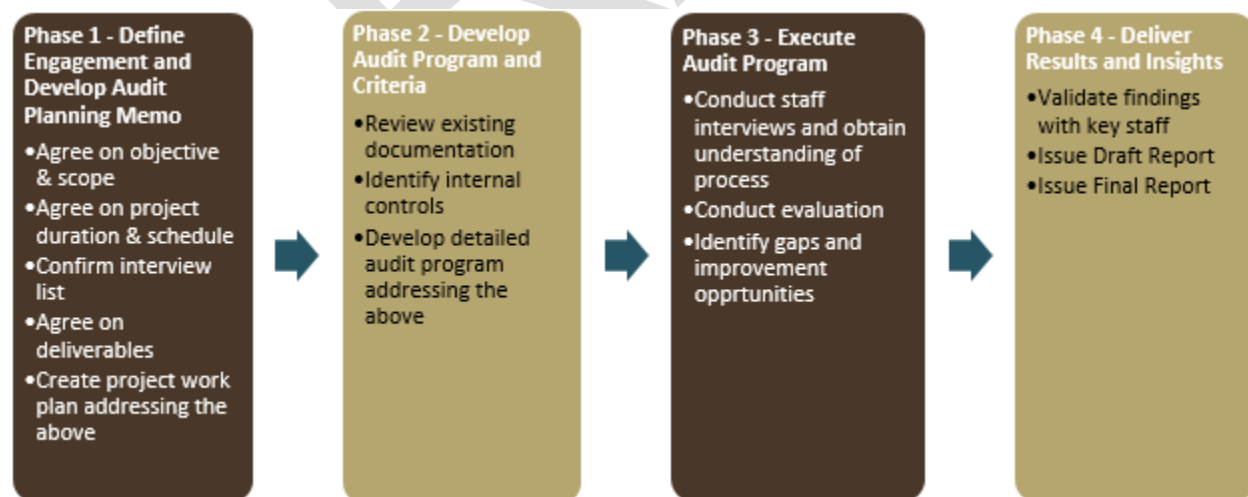 Phase 1 - Define
Engagement and
Develop Audit
Planning Memo
•Agree on objective
& scope
•Agree on project
duration & schedule
•Confirm interview
list
•Agree on
deliverables
•Create project work
plan addressing the
above
Phase 2 - Develop
Audit Program and
Criteria
•Review existing
documentation
•Identify internal
controls
•Develop detailed
audit program
addressing the
above
Phase 3 - Execute
Audit Program
•Conduct staff
interviews and obtain
understanding of
process
•Conduct evaluation
•Identify gaps and
improvement
opprtunities
Phase 4 - Deliver
Results and Insights
•Validate findings
with key staff
•Issue Draft Report
•Issue Final Report